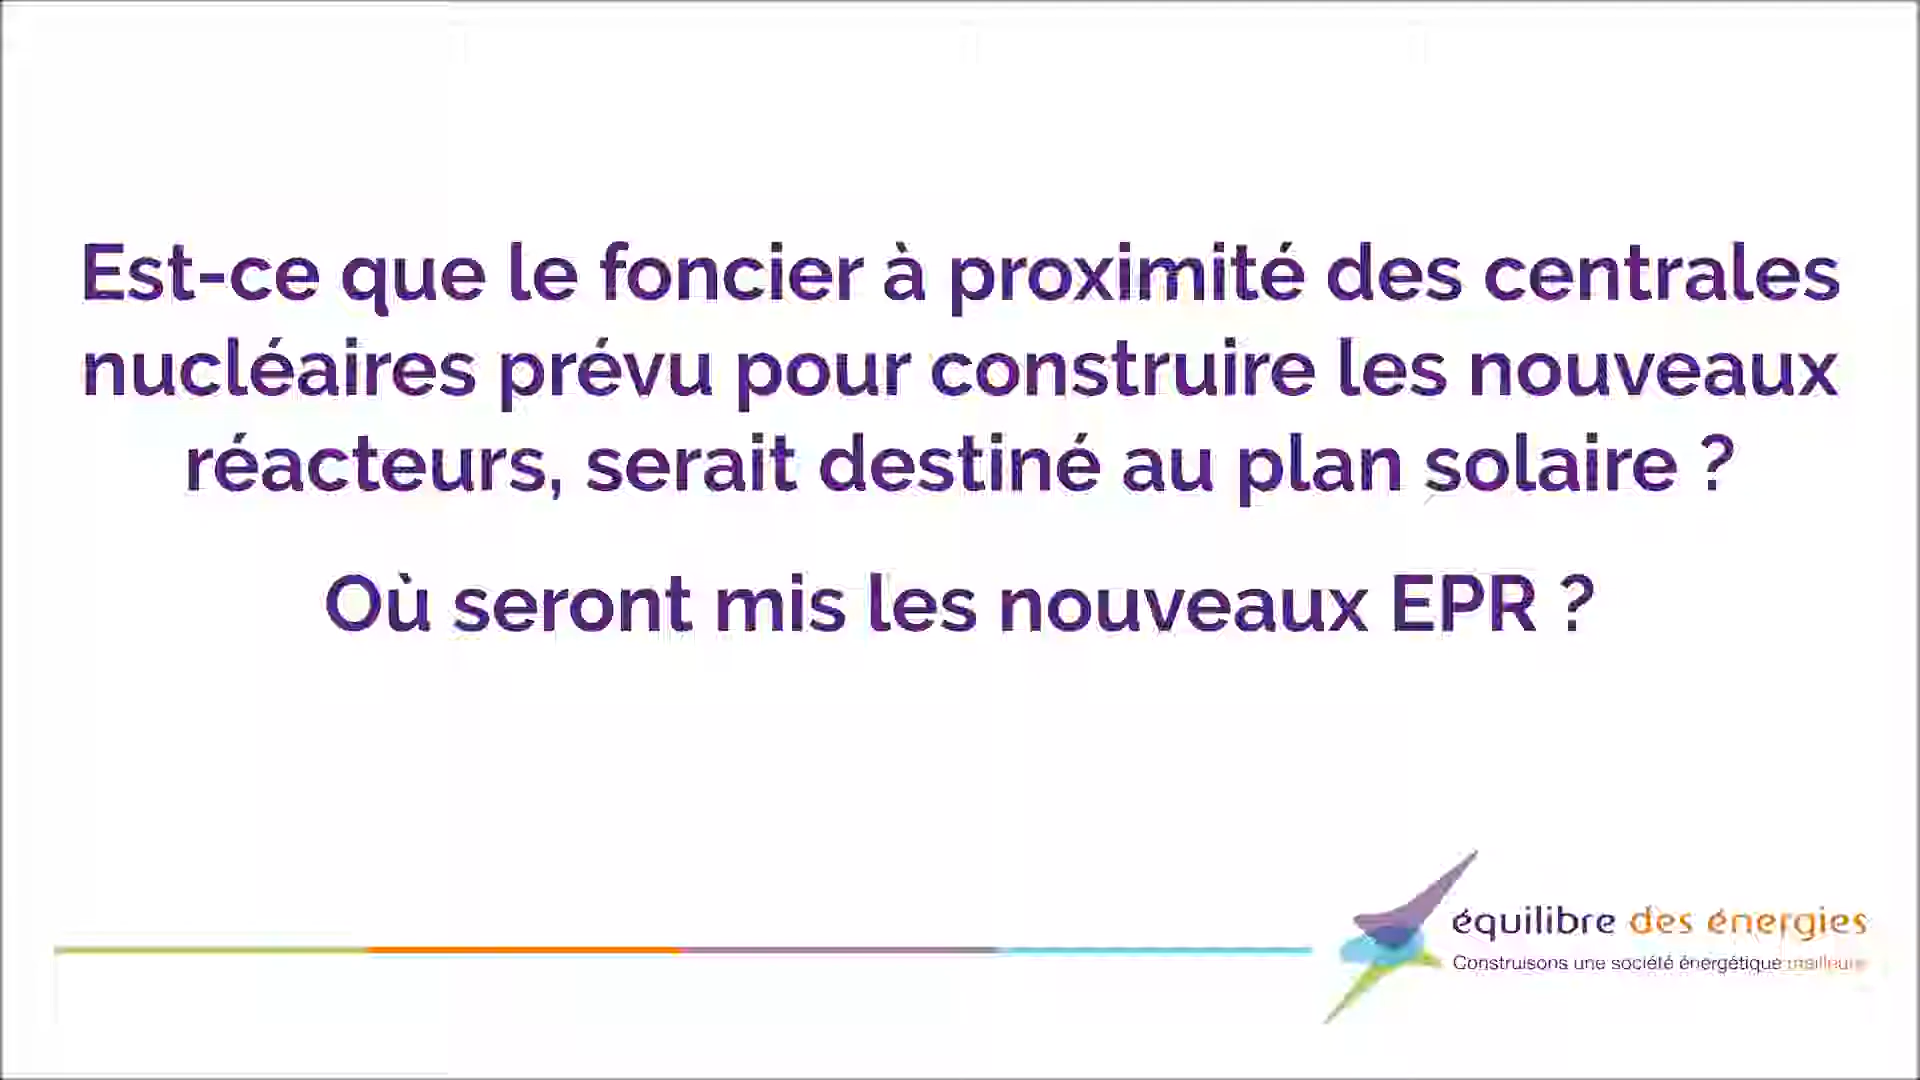 Est-ce que le foncier à proximité des centrales
nucléaires prévu pour construire les nouveaux
réacteurs, serait destiné au plan solaire ?
Où seront mis les nouveaux EPR ?
équilibre des énergies
Construisons une société énergétique meilleure